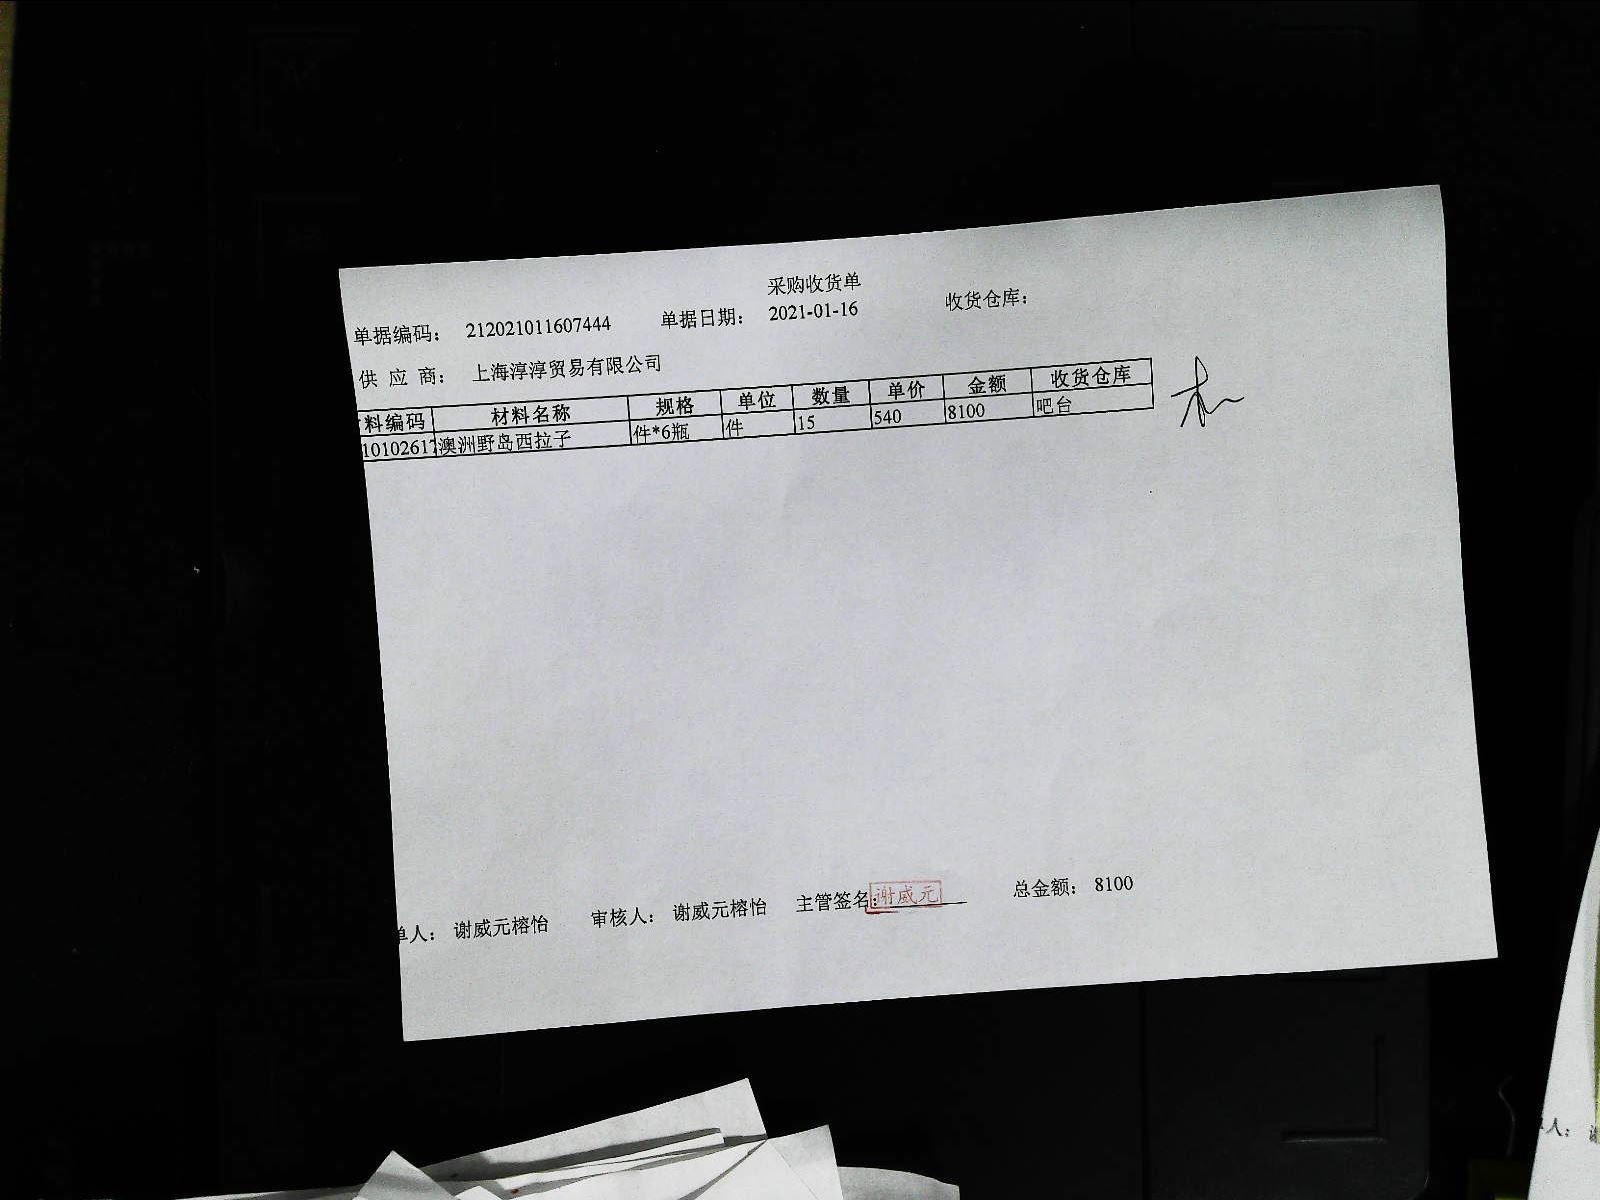 采购收货单
单据编码： 212021011607444 单据日期： 2021-01-16 收货仓库：
供 应 商： 上海淳淳贸易有限公司
料编码 材料名称 规格 单位 数量 单价 金额 收货仓库
10102617 澳洲野岛西拉子 件*6瓶 件 15 540 8100 吧台
单人： 谢威元榕怡 审核人： 谢威元榕怡 主管签名： 谢威元 总金额： 8100
人：